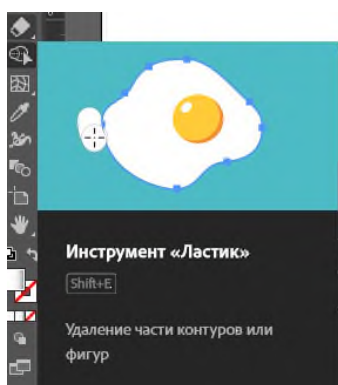 Инструмент «Ластик»
Shift+E
Удаление части контуров или
фигур